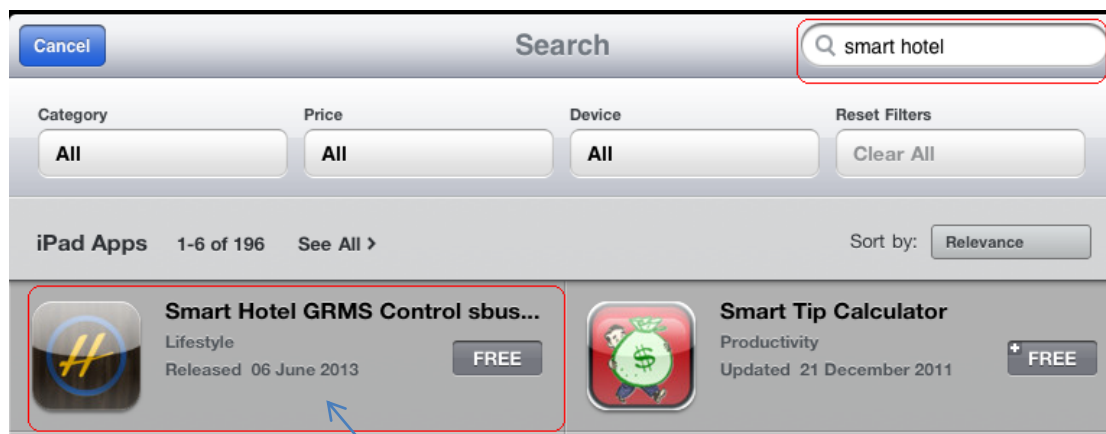 Cancel
Search
smart hotel
Category
Price
Device
Reset Filters
All
All
All
Clear All
iPad Apps 1-6 of 196 See All >
Sort by: Relevance
Smart Hotel GRMS Control sbus...
Lifestyle
Released 06 June 2013
FREE
Smart Tip Calculator
Productivity
Updated 21 December 2011
+ FREE